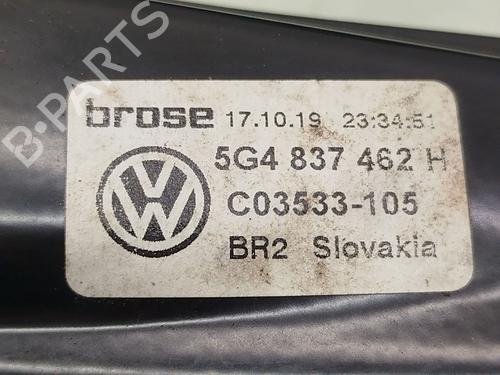 B-PARTS
brose 17.10.19 23:34:51
5G4 837 462 H
C03533-105
BR2 Slovakia